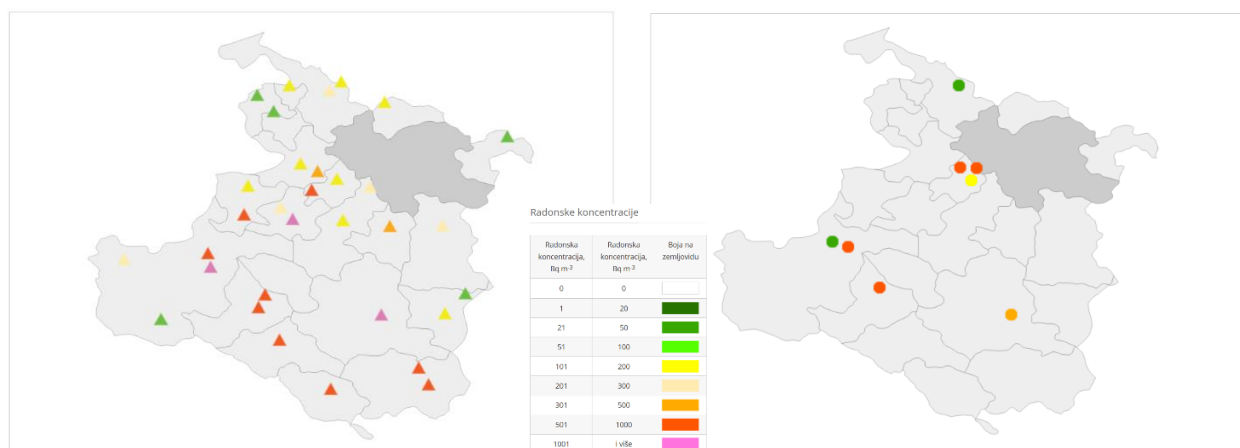 Radonske koncentracije
Radonska koncentracija, Bq m-3 Radonska koncentracija, Bq m-3 Boja na zemljovidu
0 0
1 20
21 50
51 100
101 200
201 300
301 500
501 1000
1001 i više